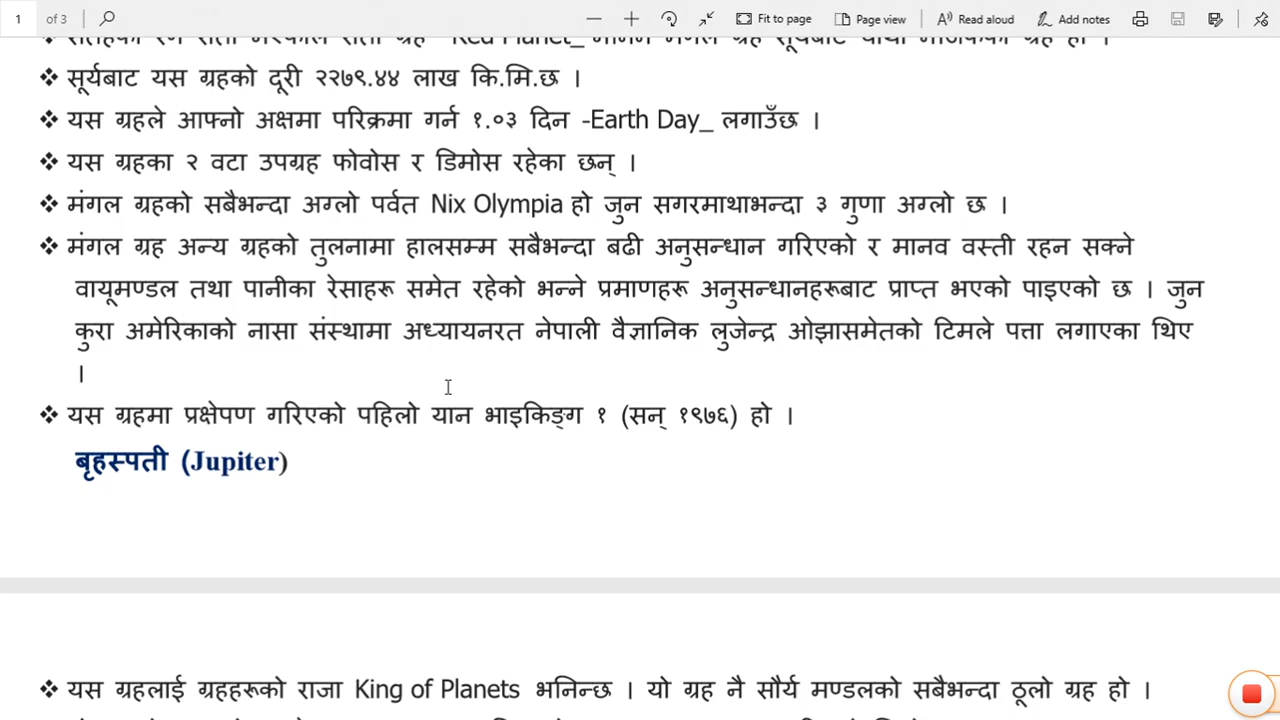 1 of 3 Fit to page Page view Read aloud Add notes
ग्रह सूर्यबाट ग्रह हो ।
❖ सूर्यबाट यस ग्रहको दूरी २२७९.४४ लाख कि.मि.छ ।
❖ यस ग्रहले आफ्नो अक्षमा परिक्रमा गर्न १.०३ दिन -Earth Day_ लगाउँछ ।
❖ यस ग्रहका २ वटा उपग्रह फोवोस र डिमोस रहेका छन् ।
❖ मंगल ग्रहको सबैभन्दा अग्लो पर्वत Nix Olympia हो जुन सगरमाथाभन्दा ३ गुणा अग्लो छ ।
❖ मंगल ग्रह अन्य ग्रहको तुलनामा हालसम्म सबैभन्दा बढी अनुसन्धान गरिएको र मानव वस्ती रहन सक्ने
वायूमण्डल तथा पानीका रेसाहरू समेत रहेको भन्ने प्रमाणहरू अनुसन्धानहरूबाट प्राप्त भएको पाइएको छ । जुन
कुरा अमेरिकाको नासा संस्थामा अध्यायनरत नेपाली वैज्ञानिक लुजेन्द्र ओझासमेतको टिमले पत्ता लगाएका थिए
।
❖ यस ग्रहमा प्रक्षेपण गरिएको पहिलो यान भाइकिङ्ग १ (सन् १९७६) हो ।
बृहस्पती (Jupiter)
❖ यस ग्रहलाई ग्रहहरूको राजा King of Planets भनिन्छ । यो ग्रह नै सौर्य मण्डलको सबैभन्दा ठूलो ग्रह हो ।